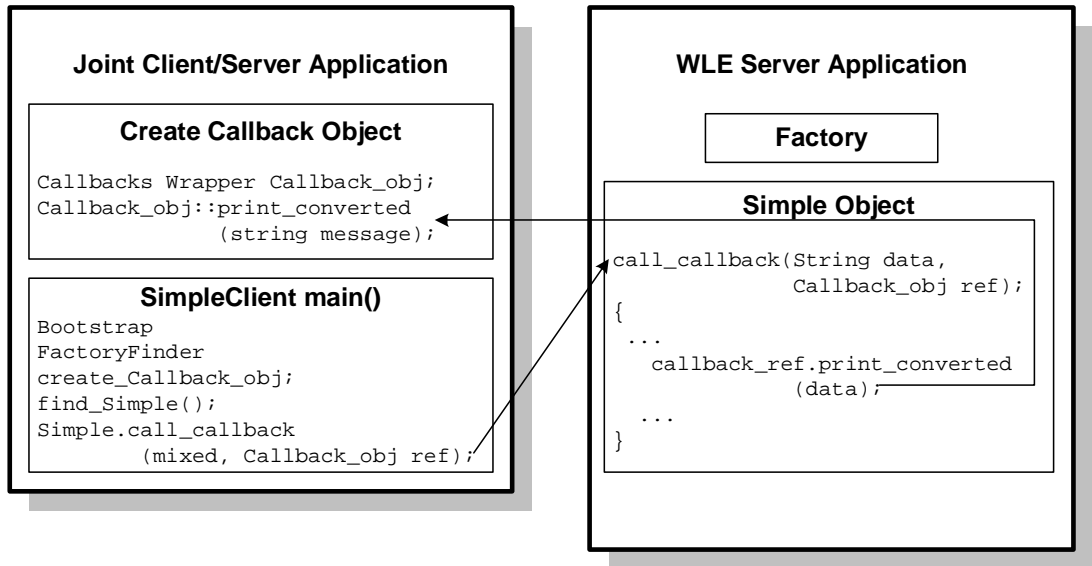 Joint Client/Server Application
Create Callback Object
Callbacks Wrapper Callback_obj;
Callback_obj::print_converted
(string message);
SimpleClient main()
Bootstrap
FactoryFinder
create_Callback_obj;
find_Simple();
Simple.call_callback
(mixed, Callback_obj ref);
WLE Server Application
Factory
Simple Object
call_callback(String data,
Callback_obj ref);
{
...
callback_ref.print_converted
(data);
...
}